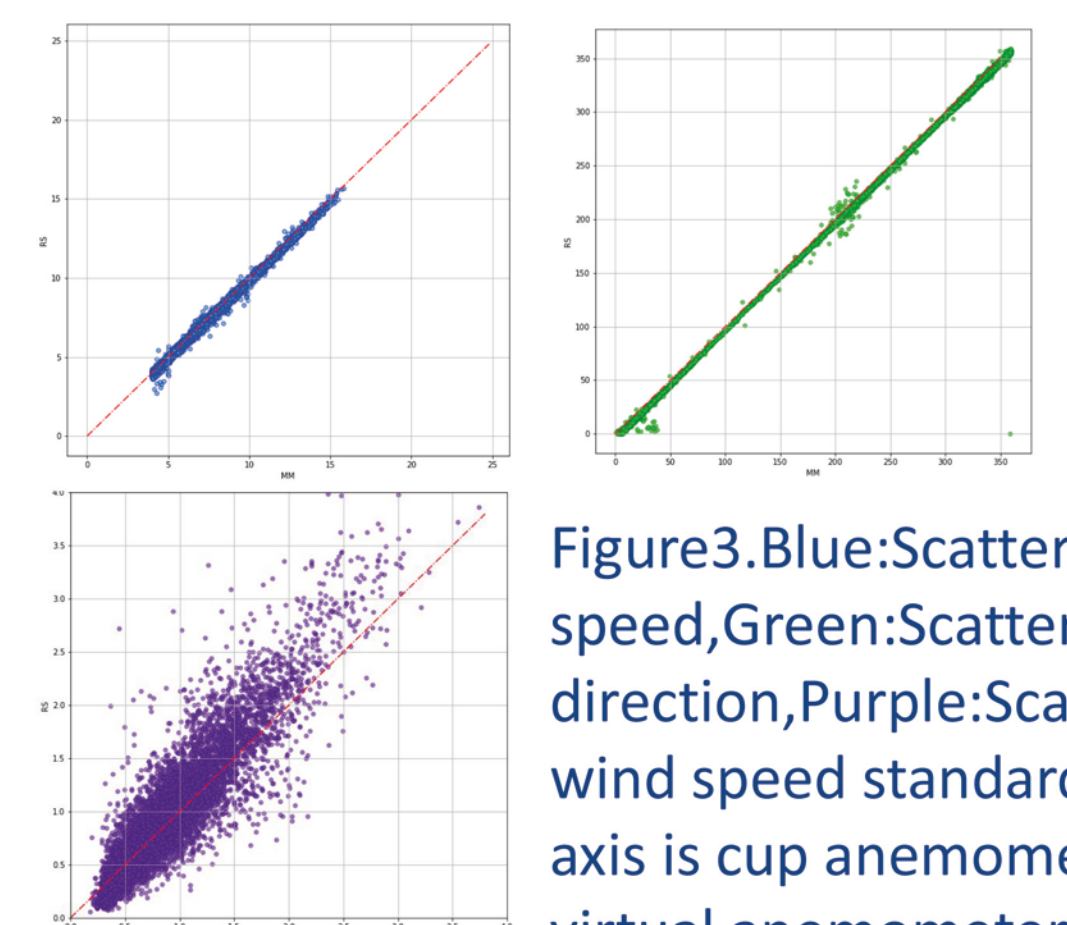 25
20
15
10
5
0
RS
0 5 10 15 20 25
MM
350
300
250
200
150
100
50
0
RS
0 50 100 150 200 250 300 350
MM
4.0
3.5
3.0
2.5
2.0
1.5
1.0
0.5
0.0
RS
Figure3.Blue:Scatter
speed,Green:Scatter
direction,Purple:Sca
wind speed standard
axis is cup anemome
virtual anemometer